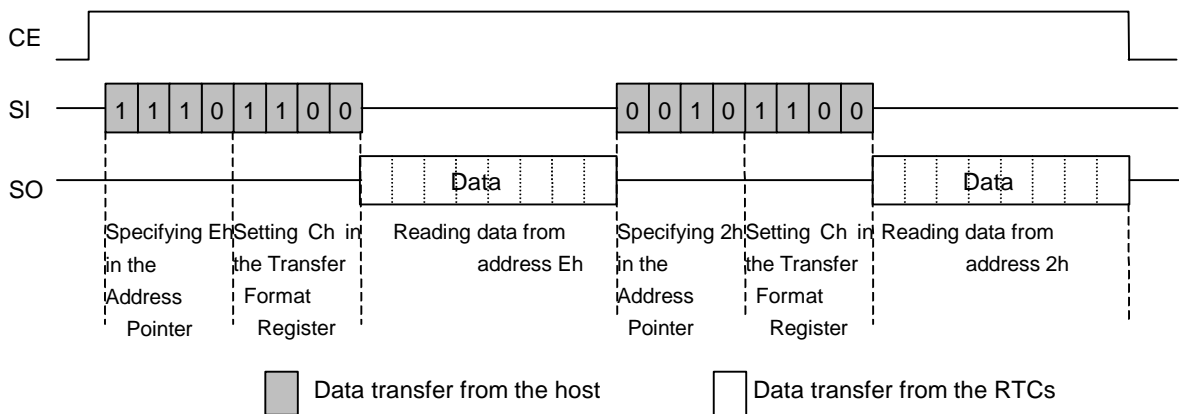 CE
SI
1 1 1 0 1 1 0 0
0 0 1 0 1 1 0 0
SO
Data
Data
Specifying Eh
in the
Address
Pointer
Setting Ch in
the Transfer
Format
Register
Reading data from
address Eh
Specifying 2h
in the
Address
Pointer
Setting Ch in
the Transfer
Format
Register
Reading data from
address 2h
Data transfer from the host
Data transfer from the RTCs